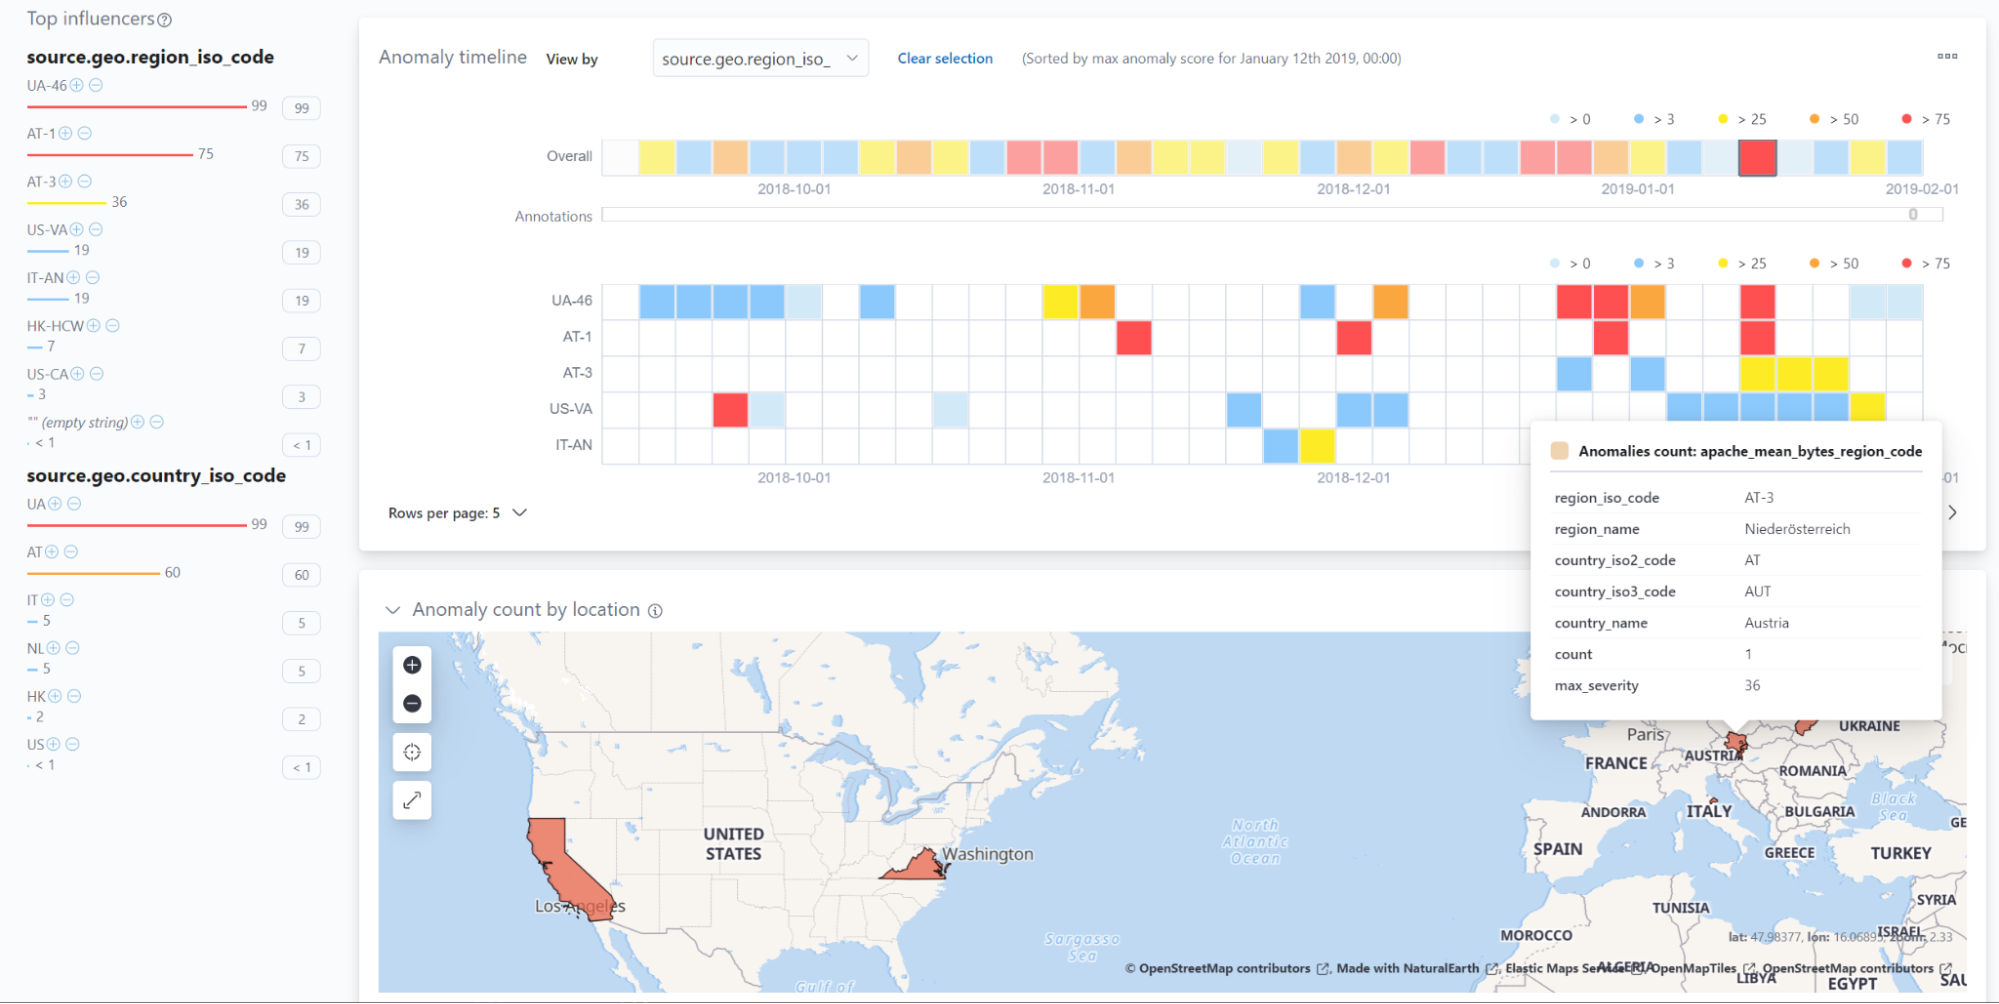 Top influencers
source.geo.region_iso_code
UA-46
99 99
AT-1
75 75
AT-3
36 36
US-VA
19 19
IT-AN
19 19
HK-HCW
7 7
US-CA
3 3
"" (empty string)
< 1 < 1
source.geo.country_iso_code
UA
99 99
AT
60 60
IT
5 5
NL
5 5
HK
2 2
US
< 1 < 1
Anomaly timeline View by source.geo.region_iso_ Clear selection (Sorted by max anomaly score for January 12th 2019, 00:00)
> 0 > 3 > 25 > 50 > 75
Overall
2018-10-01 2018-11-01 2018-12-01 2019-01-01 2019-02-01
Annotations 0
> 0 > 3 > 25 > 50 > 75
UA-46
AT-1
AT-3
US-VA
IT-AN
2018-10-01 2018-11-01 2018-12-01 -01
Rows per page: 5
Anomalies count: apache_mean_bytes_region_code
region_iso_code AT-3
region_name Niederösterreich
country_iso2_code AT
country_iso3_code AUT
country_name Austria
count 1
max_severity 36
Anomaly count by location
Paris
UKRAINE
FRANCE
AUSTRIA
ROMANIA
Black
Sea
ANDORRA
ITALY
BULGARIA
GE
UNITED
STATES
Washington
North
Atlantic
Ocean
SPAIN
GREECE
TURKEY
Los Angeles
TUNISIA
SYRIA
Sargasso
Sea
MOROCCO
ISRAEL
lat: 47.98377, lon: 16.06895, zoom: 2.33
© OpenStreetMap contributors , Made with NaturalEarth , Elastic Maps Service , OpenMapTiles , OpenStreetMap contributors
ALGERIA
LIBYA
EGYPT
SAU
Gulf of